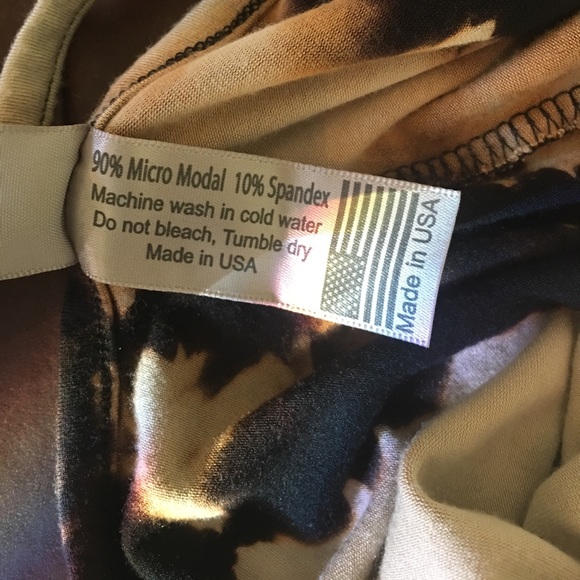 90% Micro Modal 10% Spandex
Machine wash in cold water
Do not bleach, Tumble dry
Made in USA
Made in USA